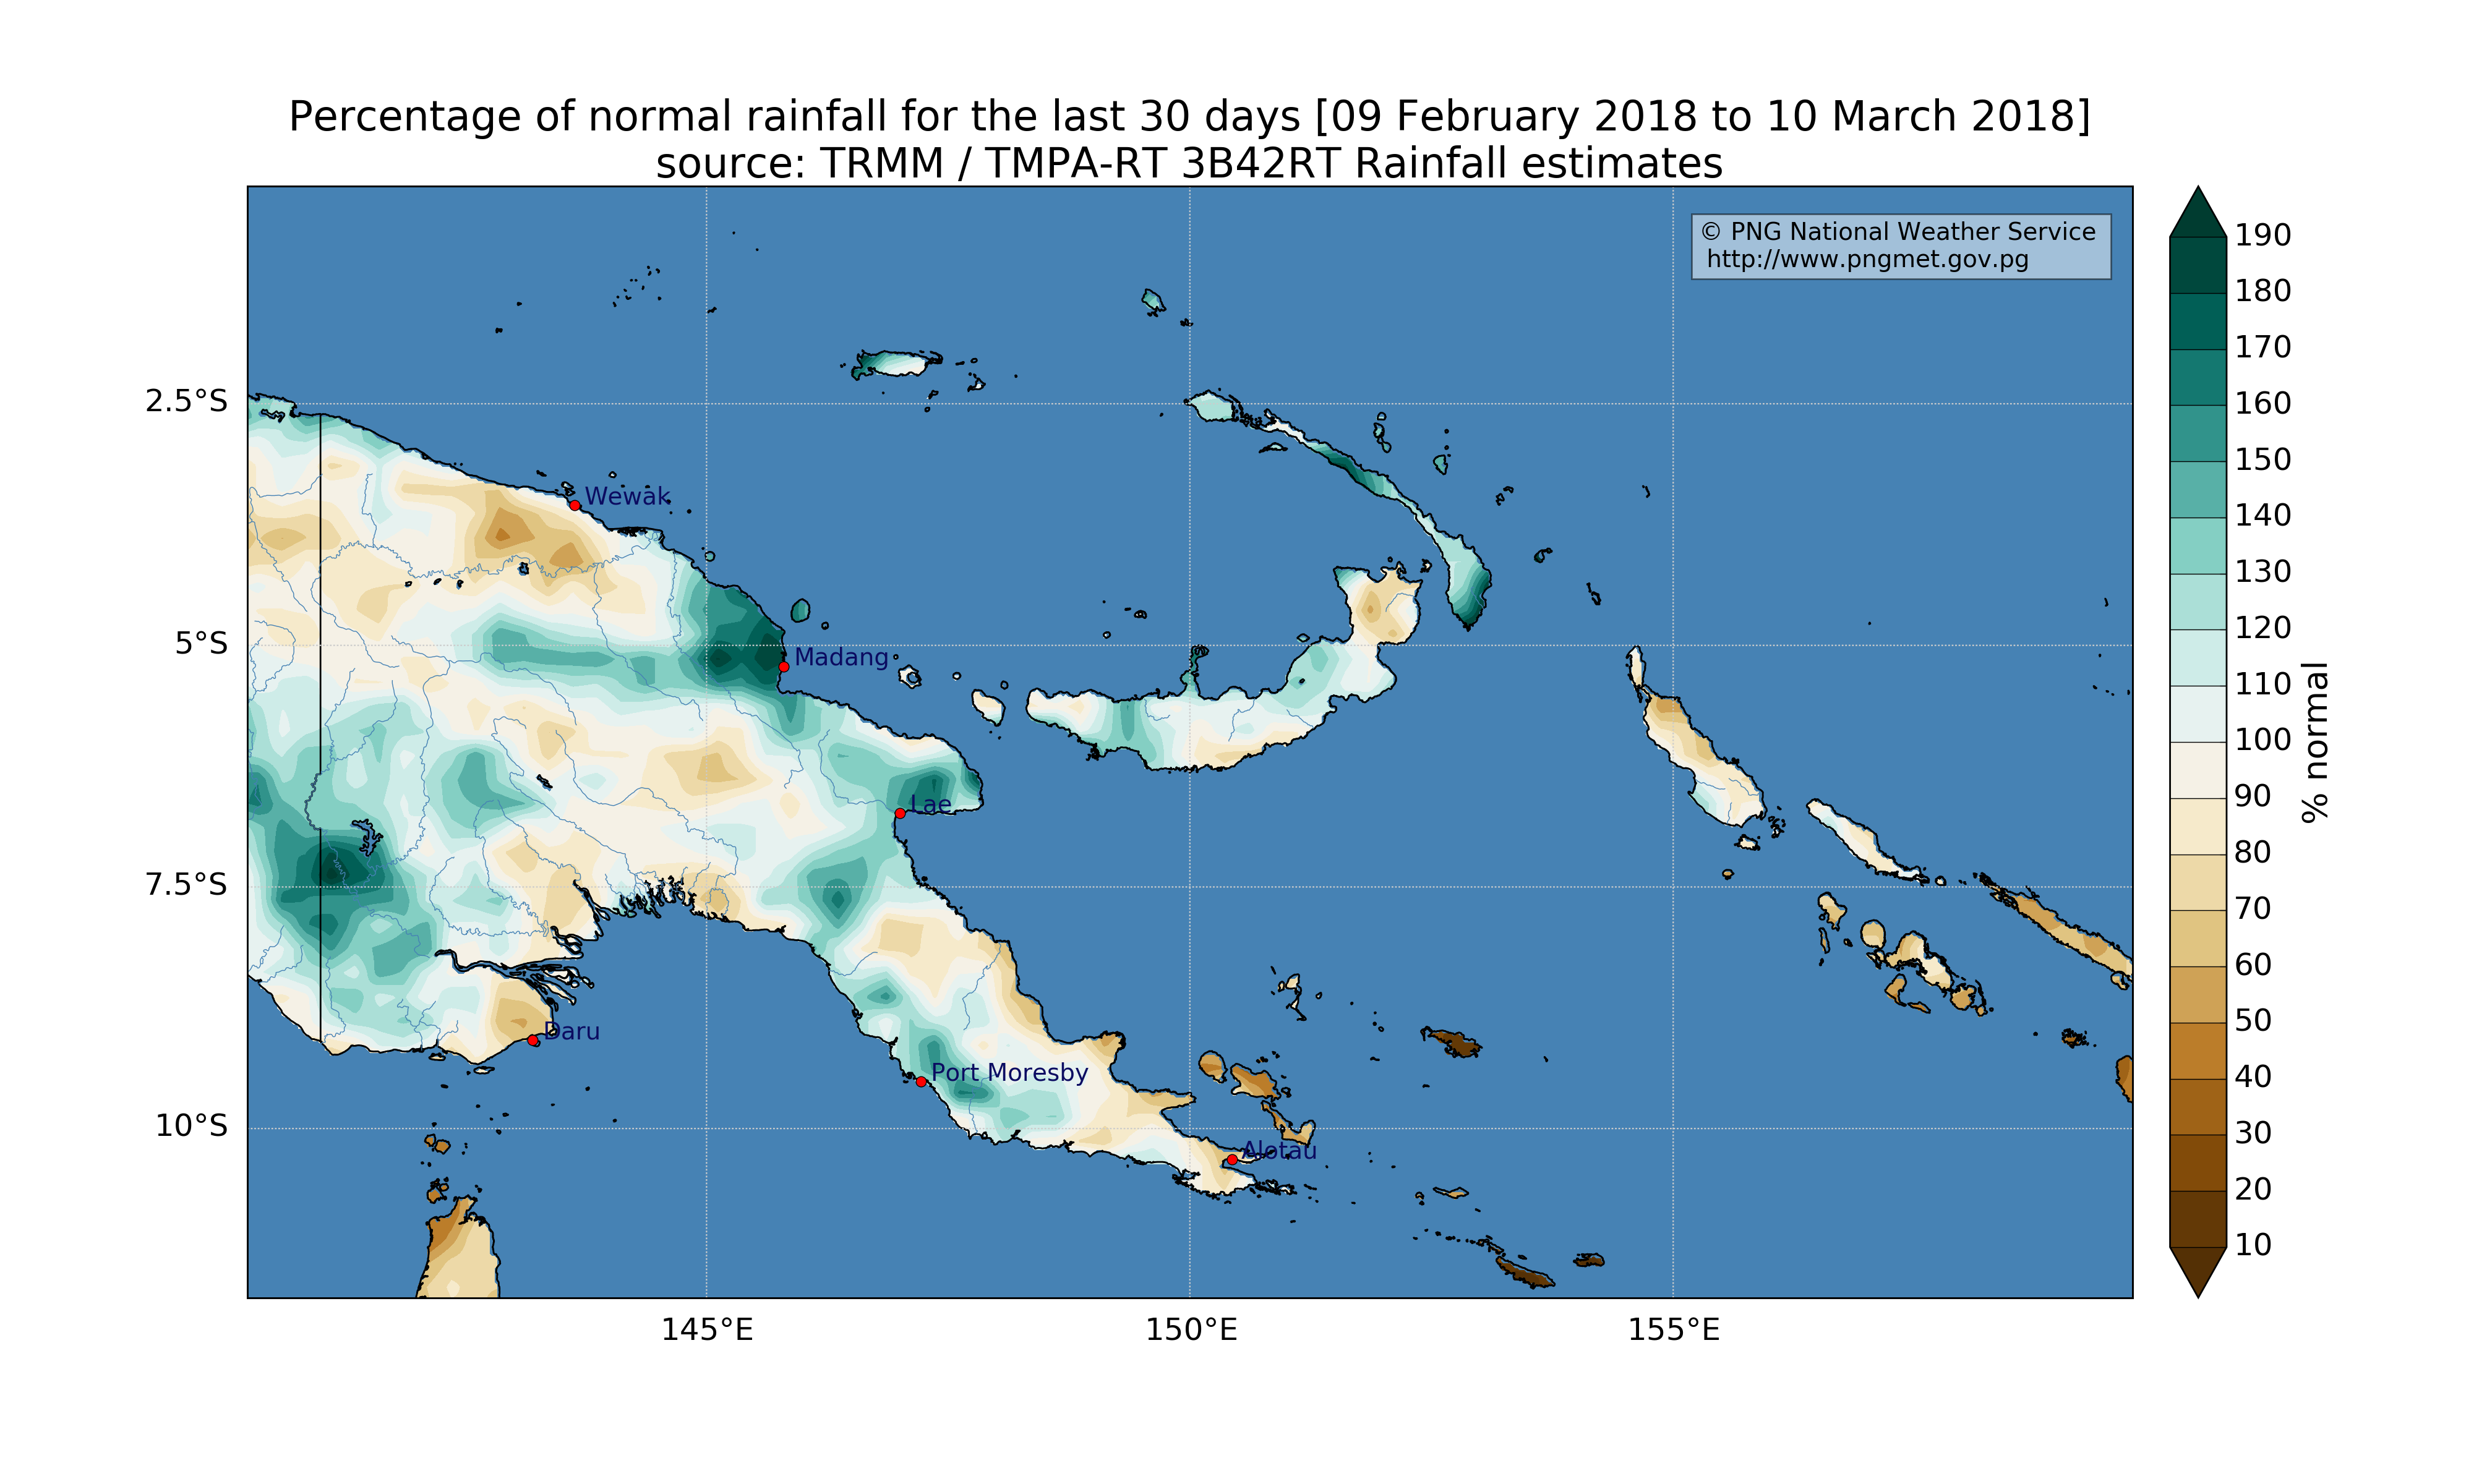 Percentage of normal rainfall for the last 30 days [09 February 2018 to 10 March 2018]
source: TRMM / TMPA-RT 3B42RT Rainfall estimates
© PNG National Weather Service
http://www.pngmet.gov.pg
2.5°S
5°S
7.5°S
10°S
Wewak
Madang
Lae
Daru
Port Moresby
Alotau
145°E
150°E
155°E
190
180
170
160
150
140
130
120
110
100
90
80
70
60
50
40
30
20
10
% normal